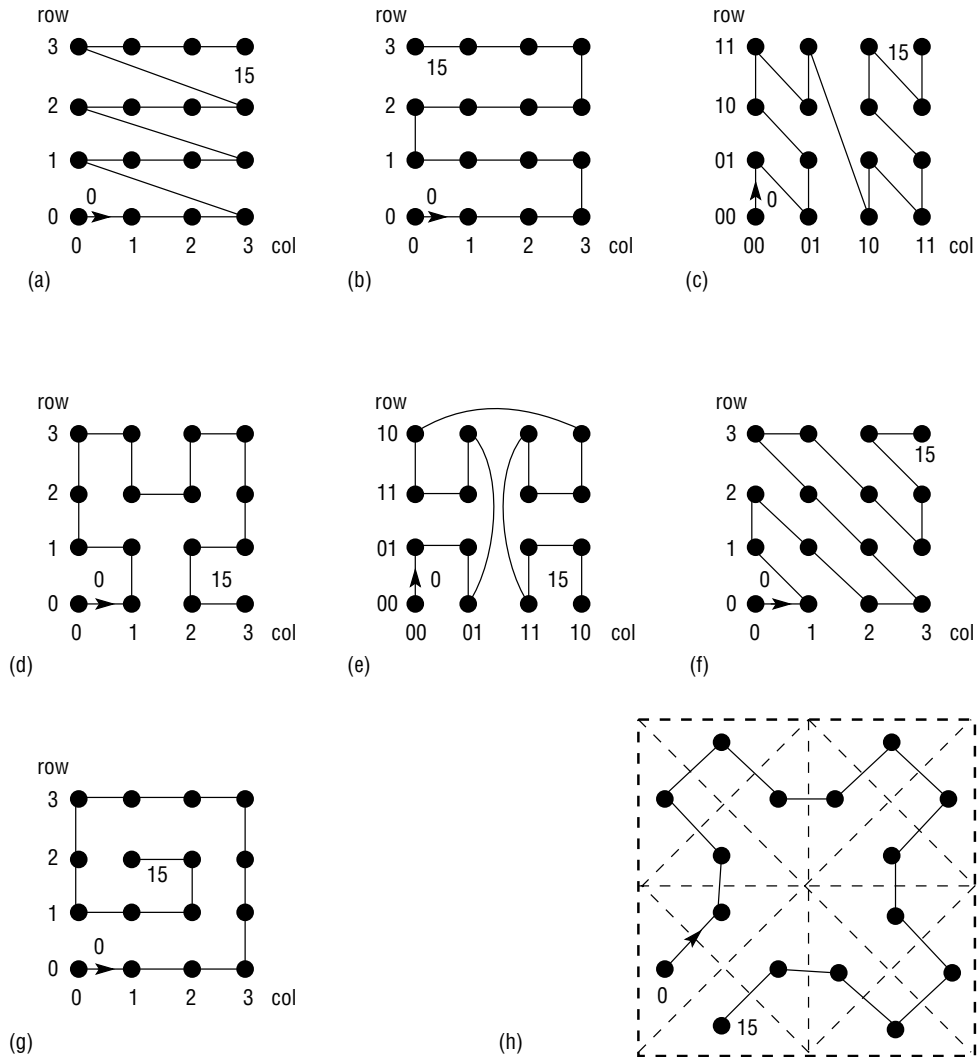 row row row
3 3 11
15 15 15
2 2 10
1 1 01
0 0 0
0 0 00
0 1 2 3 col 0 1 2 3 col 00 01 10 11 col
(a) (b) (c)
row row row
3 10 3
15
2 11 2
1 01 1
0 15 0 15 0
0 00 0
0 1 2 3 col 00 01 11 10 col 0 1 2 3 col
(d) (e) (f)
row
3
2
15
1
0
0
0 1 2 3 col
0
15
(g) (h)